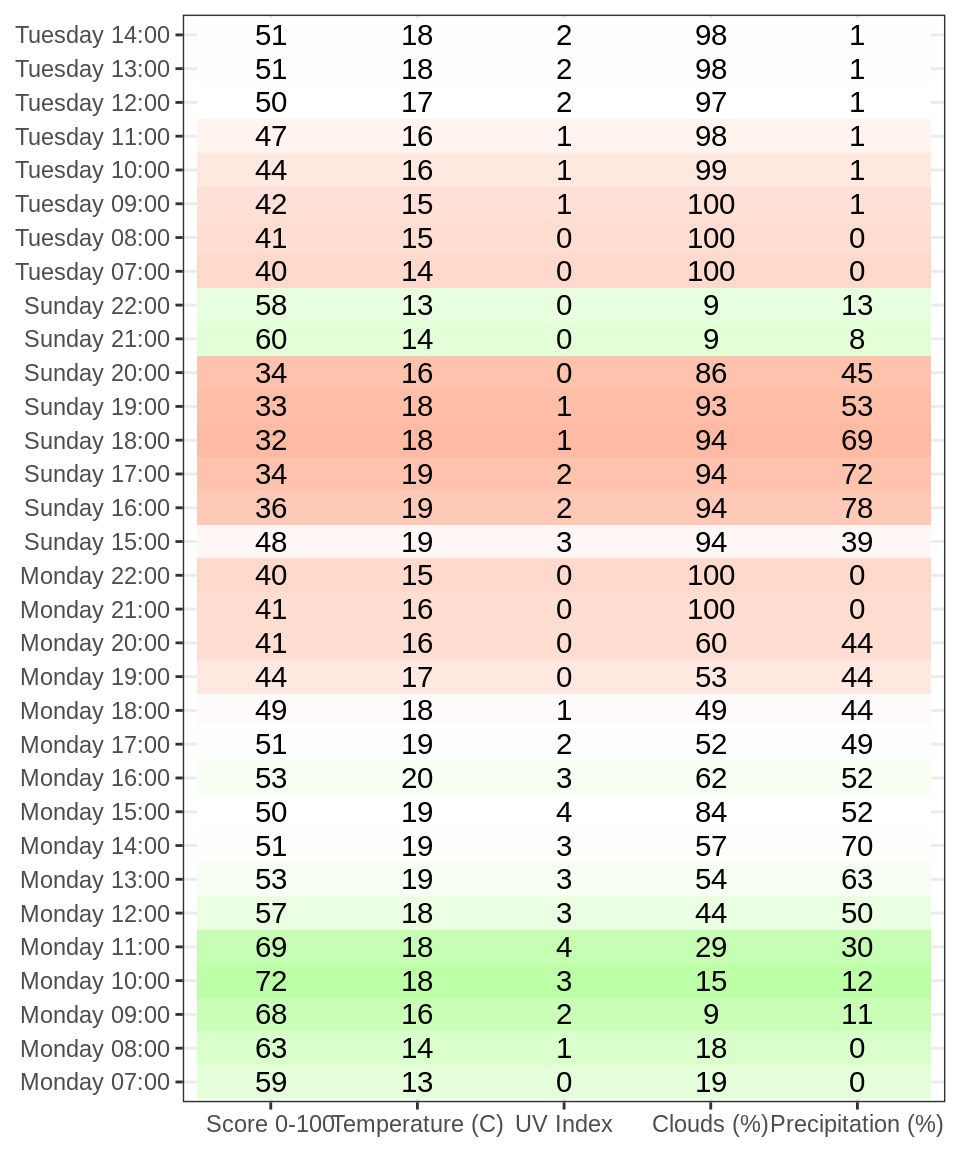 Tuesday 14:00 51 18 2 98 1
Tuesday 13:00 51 18 2 98 1
Tuesday 12:00 50 17 2 97 1
Tuesday 11:00 47 16 1 98 1
Tuesday 10:00 44 16 1 99 1
Tuesday 09:00 42 15 1 100 1
Tuesday 08:00 41 15 0 100 0
Tuesday 07:00 40 14 0 100 0
Sunday 22:00 58 13 0 9 13
Sunday 21:00 60 14 0 9 8
Sunday 20:00 34 16 0 86 45
Sunday 19:00 33 18 1 93 53
Sunday 18:00 32 18 1 94 69
Sunday 17:00 34 19 2 94 72
Sunday 16:00 36 19 2 94 78
Sunday 15:00 48 19 3 94 39
Monday 22:00 40 15 0 100 0
Monday 21:00 41 16 0 100 0
Monday 20:00 41 16 0 60 44
Monday 19:00 44 17 0 53 44
Monday 18:00 49 18 1 49 44
Monday 17:00 51 19 2 52 49
Monday 16:00 53 20 3 62 52
Monday 15:00 50 19 4 84 52
Monday 14:00 51 19 3 57 70
Monday 13:00 53 19 3 54 63
Monday 12:00 57 18 3 44 50
Monday 11:00 69 18 4 29 30
Monday 10:00 72 18 3 15 12
Monday 09:00 68 16 2 9 11
Monday 08:00 63 14 1 18 0
Monday 07:00 59 13 0 19 0
Score 0-100 Temperature (C) UV Index Clouds (%) Precipitation (%)